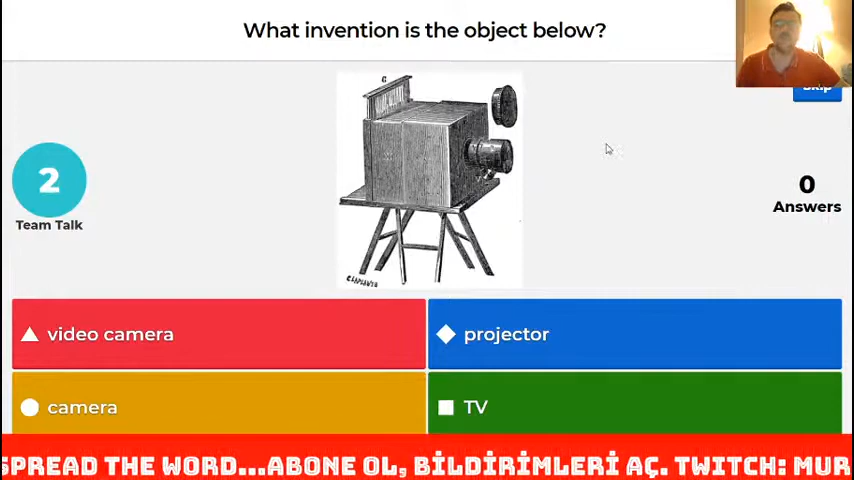 What invention is the object below?
Skip
G
2
Team Talk
0
Answers
video camera
projector
camera
TV
SPREAD THE WORD...ABONE OL, BİLDİRİMLERİ AÇ. TWITCH: MUR